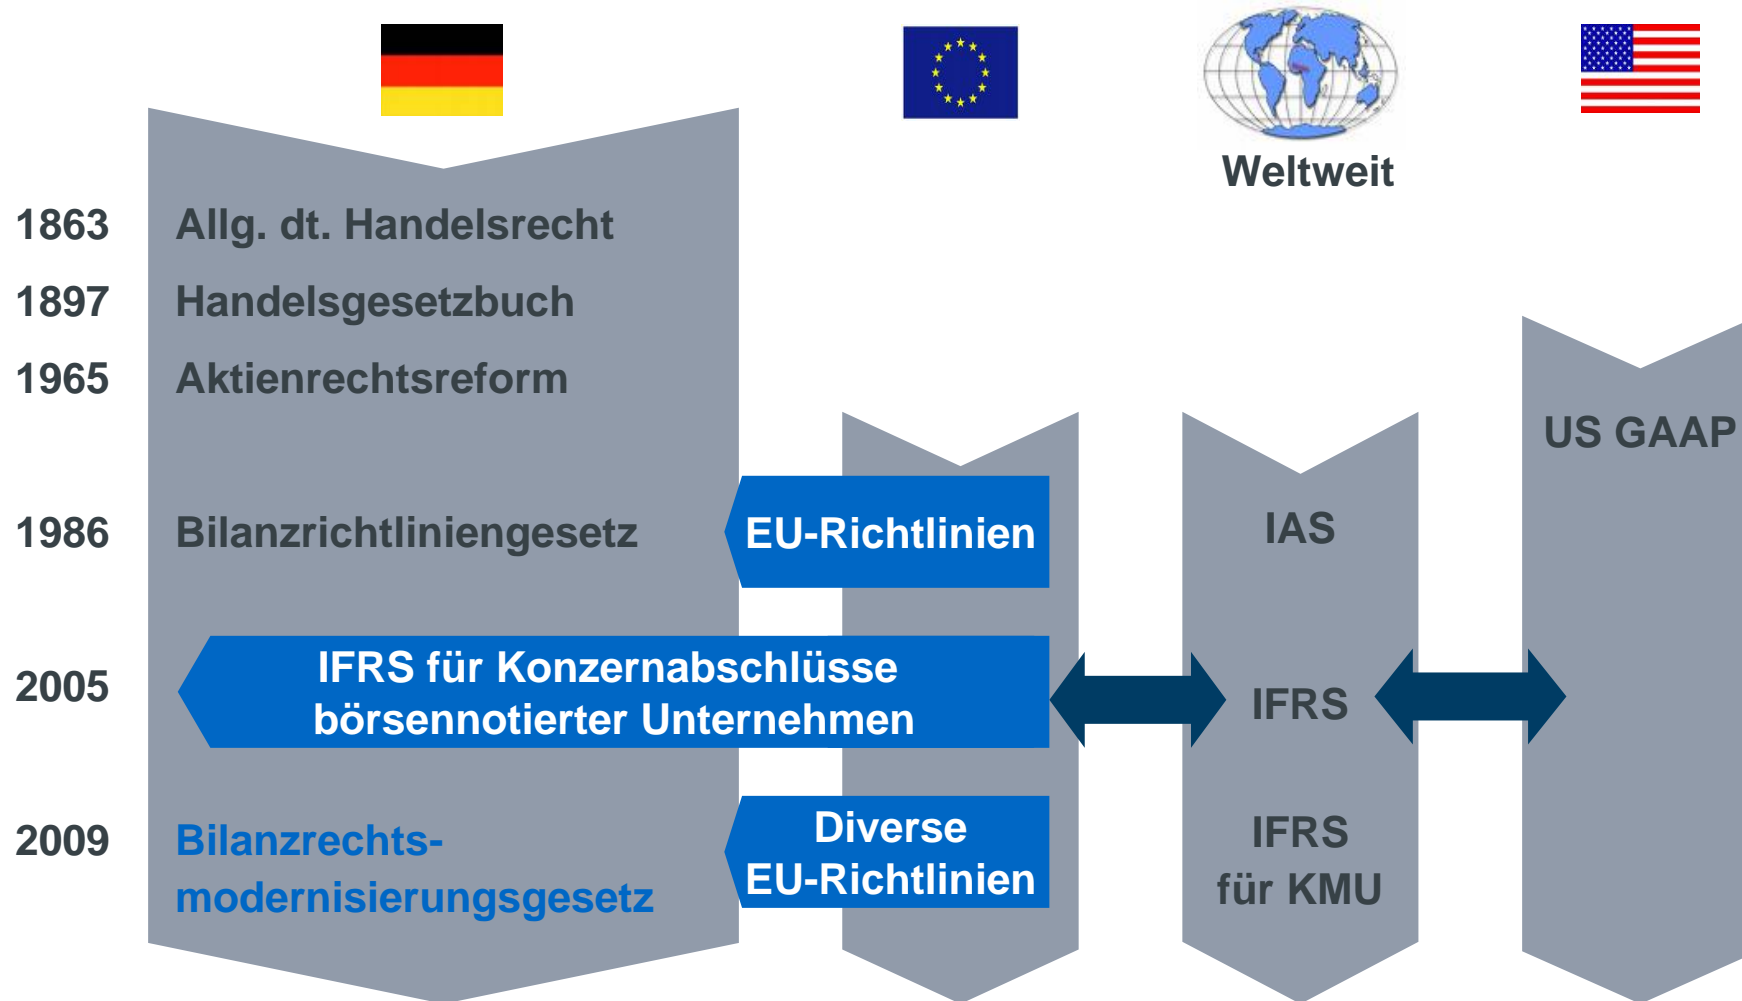 Weltweit
1863 Allg. dt. Handelsrecht
1897 Handelsgesetzbuch
1965 Aktienrechtsreform
US GAAP
1986 Bilanzrichtliniengesetz EU-Richtlinien IAS
2005 IFRS für Konzernabschlüsse
börsennotierter Unternehmen IFRS
2009 Bilanzrechts-
modernisierungsgesetz
Diverse
EU-Richtlinien
IFRS
für KMU